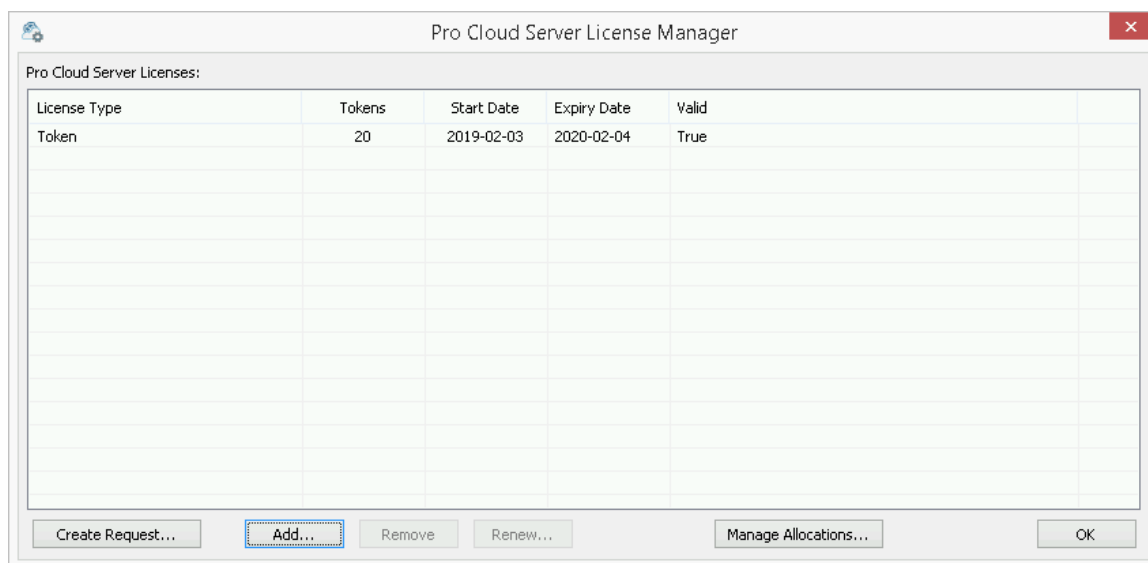 Pro Cloud Server License Manager
Pro Cloud Server Licenses:
License Type Tokens Start Date Expiry Date Valid
Token 20 2019-02-03 2020-02-04 True
Create Request... Add... Remove Renew... Manage Allocations... OK